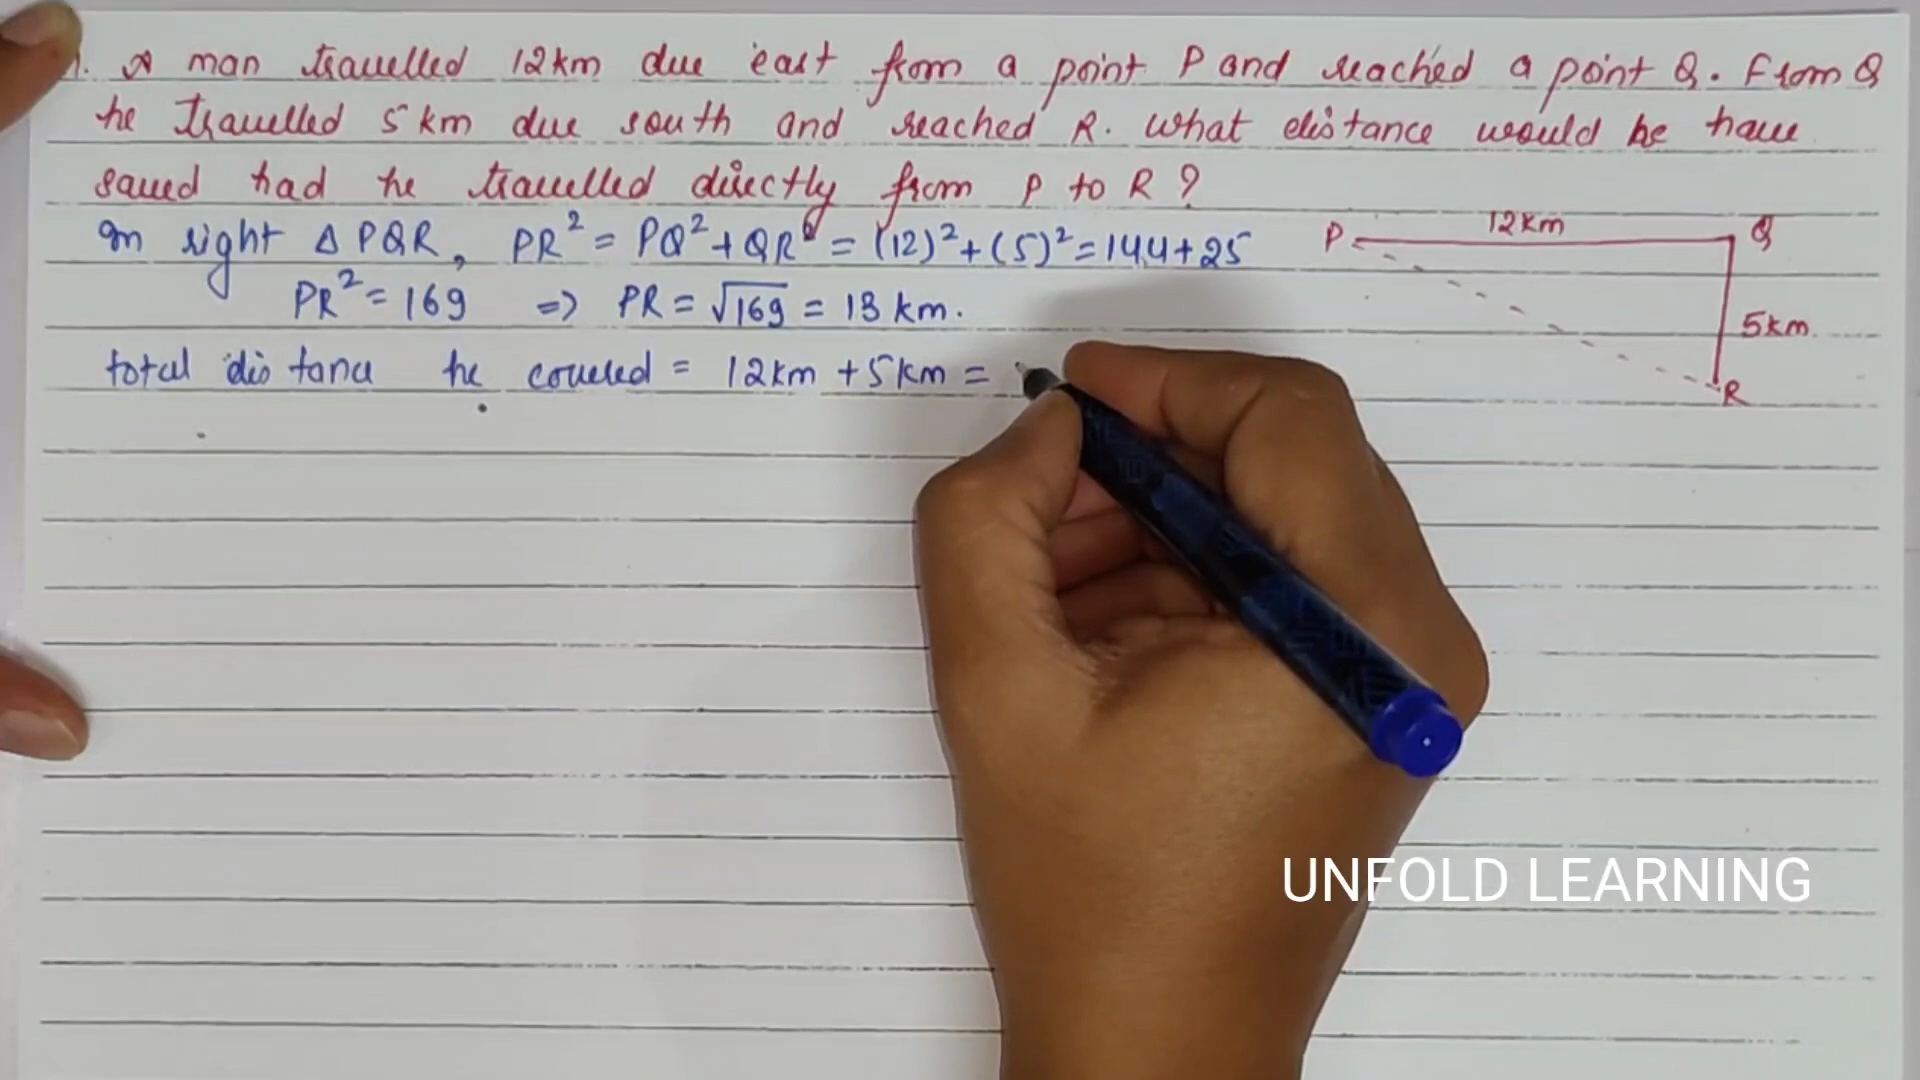 1. A man travelled 12km due east from a point P and reached a point Q. From Q
he travelled 5km due south and reached R. What distance would be have
saved had he travelled directly from P to R ?
In right Δ PQR, PR² = PQ² + QR² = (12)² + (5)² = 144 + 25
PR² = 169 => PR = √169 = 13 km.
total distance he covered = 12km + 5km =
P 12km Q
5km.
R
UNFOLD LEARNING